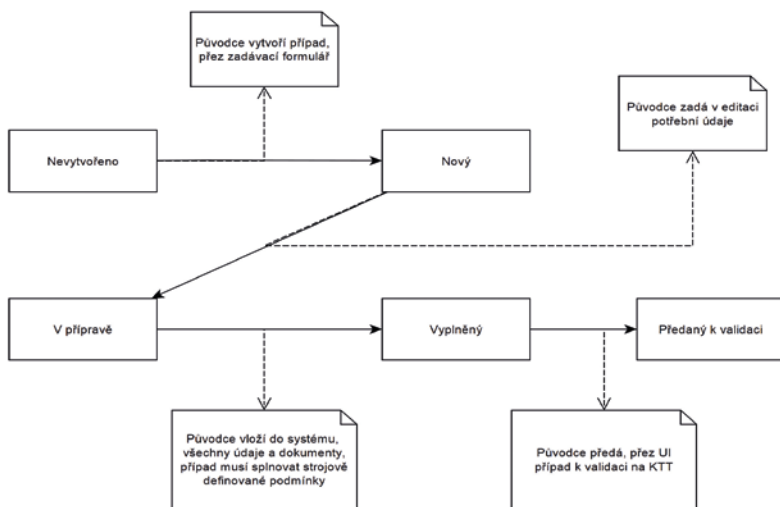 Původce vytvoří případ,
přez zadávací formulář
Původce zadá v editaci
potřební údaje
Nevytvořeno
Nový
V přípravě
Vyplněný
Předaný k validaci
Původce vloží do systému,
všechny údaje a dokumenty,
případ musí splnovat strojově
definované podmínky
Původce předá, přez UI
případ k validaci na KTT